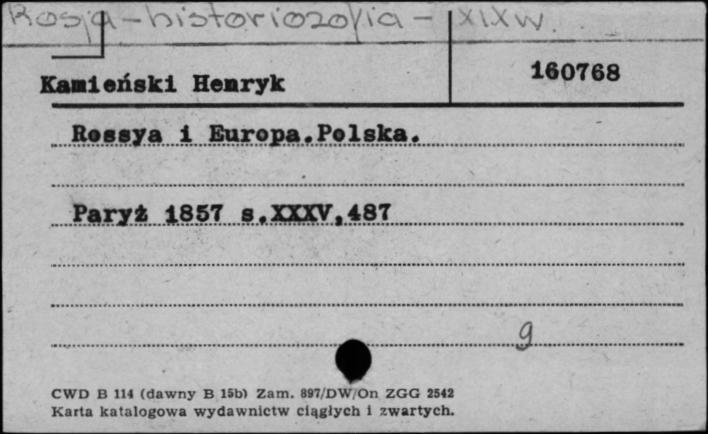 Rosja - historiozofia - XIX w.
Kamieński Henryk
160768
Rossya i Europa.Polska.
Paryż 1857 s.XXXV,487
g
CWD B 114 (dawny B 15b) Zam. 897/DW/On ZGG 2542
Karta katalogowa wydawnictw ciągłych i zwartych.